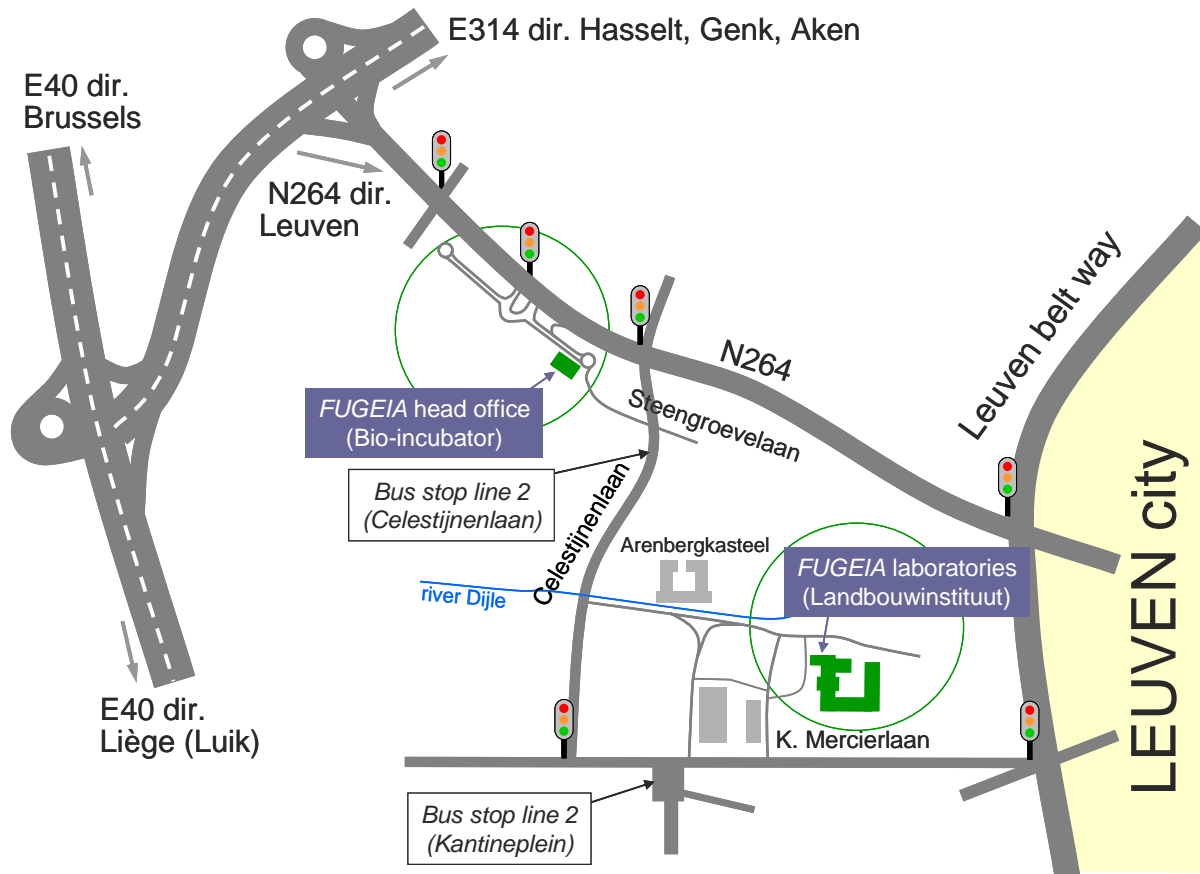 E314 dir. Hasselt, Genk, Aken
E40 dir.
Brussels
N264 dir.
Leuven
Leuven belt way
N264
FUGEIA head office
(Bio-incubator)
Steengroevelaan
Bus stop line 2
(Celestijnenlaan)
Celestijnenlaan
Arenbergkasteel
FUGEIA laboratories
(Landbouwinstituut)
river Dijle
LEUVEN city
E40 dir.
Liège (Luik)
K. Mercierlaan
Bus stop line 2
(Kantineplein)